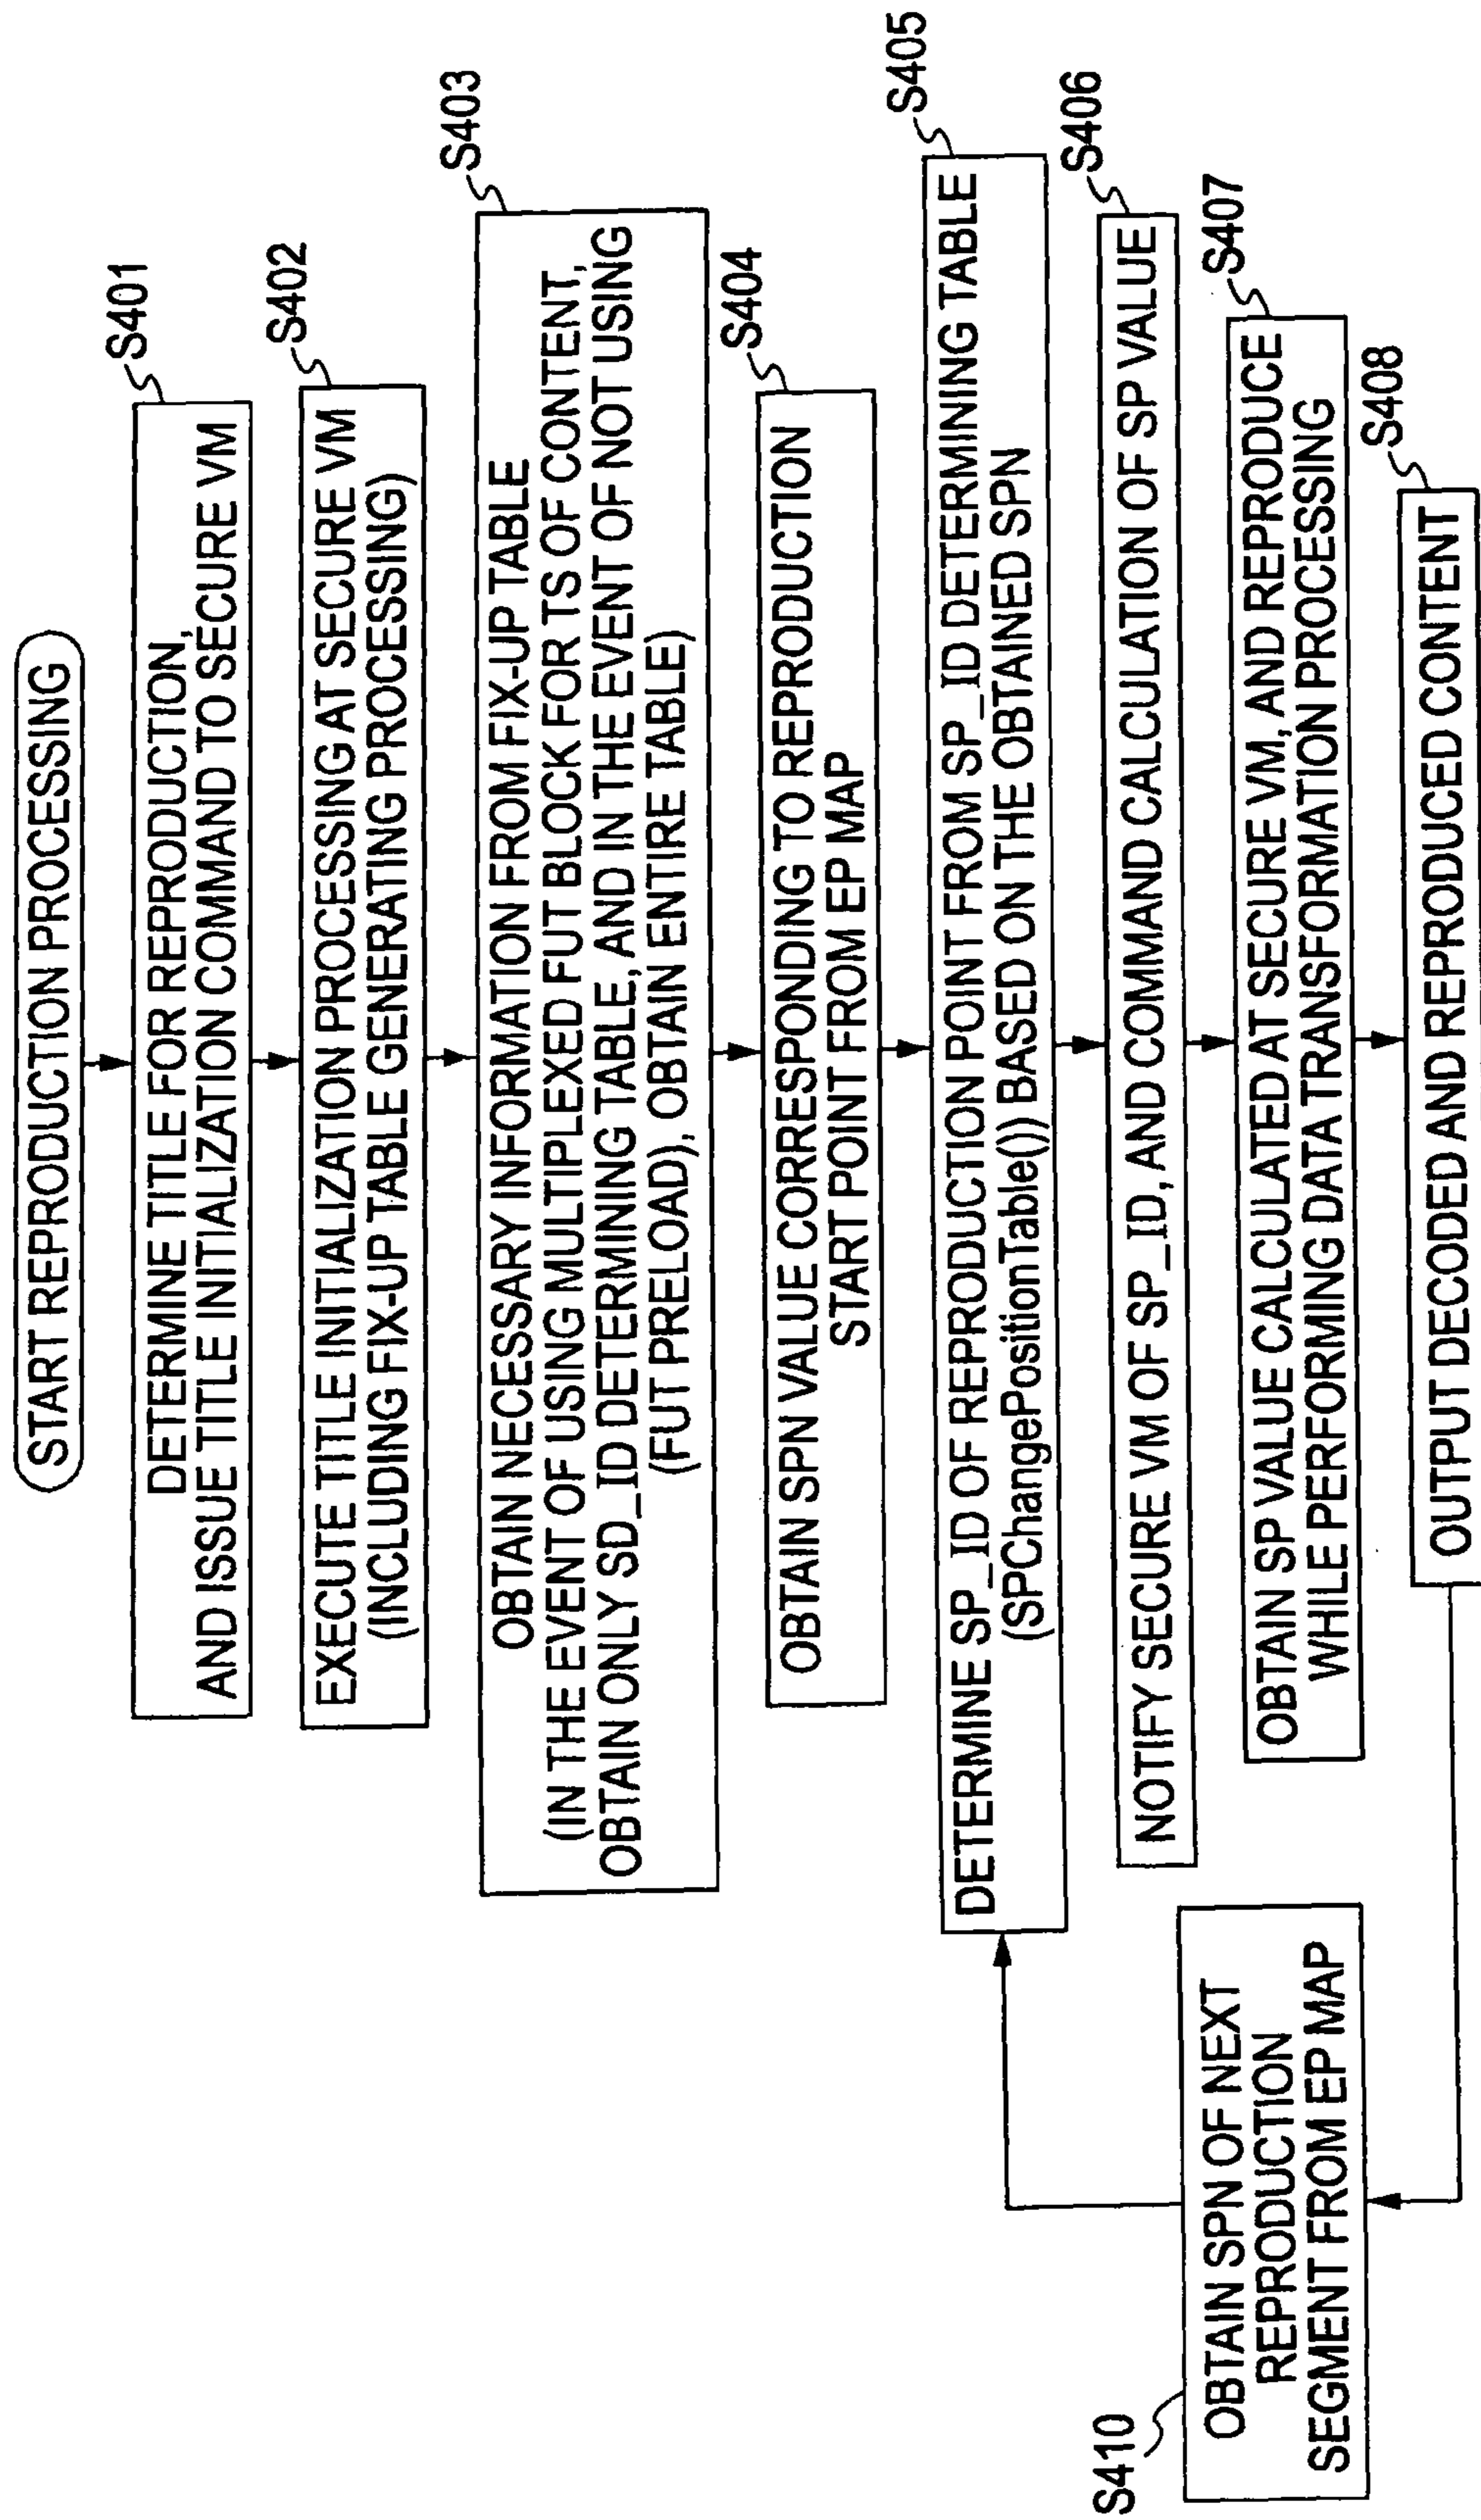 START REPRODUCTION PROCESSING
S401
DETERMINE TITLE FOR REPRODUCTION,
AND ISSUE TITLE INITIALIZATION COMMAND TO SECURE VM
S402
EXECUTE TITLE INITIALIZATION PROCESSING AT SECURE VM
(INCLUDING FIX-UP TABLE GENERATING PROCESSING)
S403
OBTAIN NECESSARY INFORMATION FROM FIX-UP TABLE
(IN THE EVENT OF USING MULTIPLEXED FUT BLOCK FOR TS OF CONTENT,
OBTAIN ONLY SD_ID DETERMINING TABLE, AND IN THE EVENT OF NOT USING
(FUT PRELOAD), OBTAIN ENTIRE TABLE)
S404
OBTAIN SPN VALUE CORRESPONDING TO REPRODUCTION
START POINT FROM EP MAP
S405
DETERMINE SP_ID OF REPRODUCTION POINT FROM SP_ID DETERMINING TABLE
(SPChangePositionTable()) BASED ON THE OBTAINED SPN
S406
NOTIFY SECURE VM OF SP_ID, AND COMMAND CALCULATION OF SP VALUE
S407
OBTAIN SP VALUE CALCULATED AT SECURE VM, AND REPRODUCE
WHILE PERFORMING DATA TRANSFORMATION PROCESSING
S408
OUTPUT DECODED AND REPRODUCED CONTENT
S410
OBTAIN SPN OF NEXT
REPRODUCTION
SEGMENT FROM EP MAP